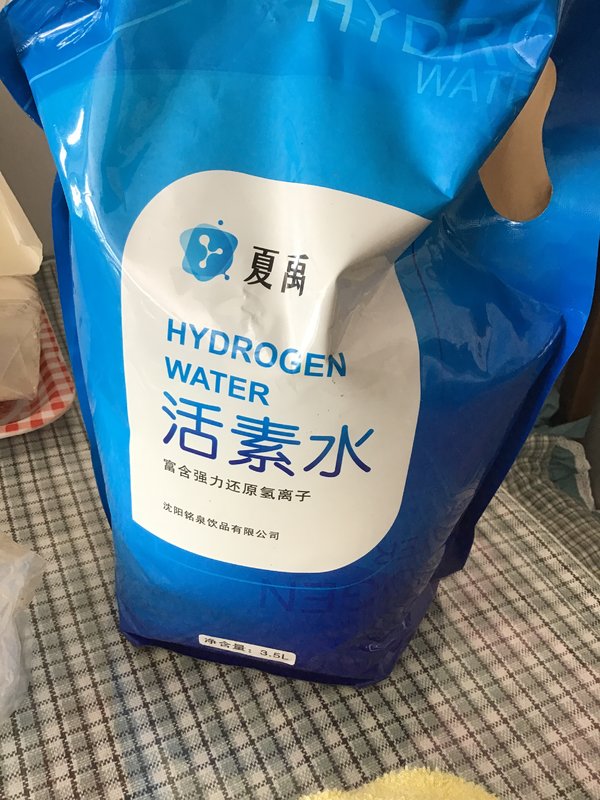 HYDRO
WATE
夏禹
HYDROGEN
WATER
活素水
富含强力还原氢离子
沈阳铭泉饮品有限公司
净含量：3.5L